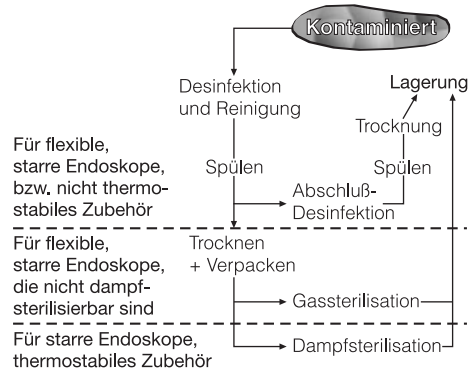 Kontaminiert
Desinfektion
und Reinigung
Lagerung
Trocknung
Für flexible,
starre Endoskope,
bzw. nicht thermo-
stabiles Zubehör
Spülen
Spülen
Abschluß-
Desinfektion
Für flexible,
starre Endoskope,
die nicht dampf-
sterilisierbar sind
Trocknen
+ Verpacken
Gassterilisation
Für starre Endoskope,
thermostabiles Zubehör
Dampfsterilisation